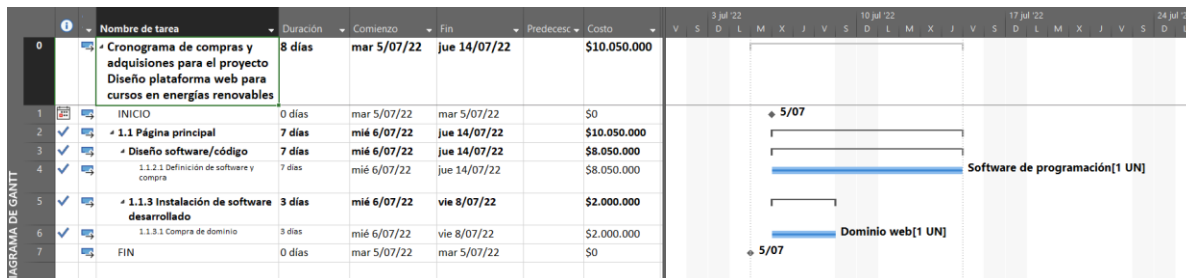 3 jul '22 10 jul '22 17 jul '22 24 jul '2
Nombre de tarea Duración Comienzo Fin Predecesc Costo V S D L M X J V S D L M X J V S D L M X J V S D
0 Cronograma de compras y 8 días mar 5/07/22 jue 14/07/22 $10.050.000
adquisiones para el proyecto
Diseño plataforma web para
cursos en energías renovables
1 INICIO 0 días mar 5/07/22 mar 5/07/22 $0 5/07
2 1.1 Página principal 7 días mié 6/07/22 jue 14/07/22 $10.050.000
3 Diseño software/código 7 días mié 6/07/22 jue 14/07/22 $8.050.000
4 1.1.2.1 Definición de software y 7 días mié 6/07/22 jue 14/07/22 $8.050.000 Software de programación[1 UN]
compra
5 1.1.3 Instalación de software 3 días mié 6/07/22 vie 8/07/22 $2.000.000
desarrollado
6 1.1.3.1 Compra de dominio 3 días mié 6/07/22 vie 8/07/22 $2.000.000 Dominio web[1 UN]
7 FIN 0 días mar 5/07/22 mar 5/07/22 $0 5/07
IAGRAMA DE GANTT